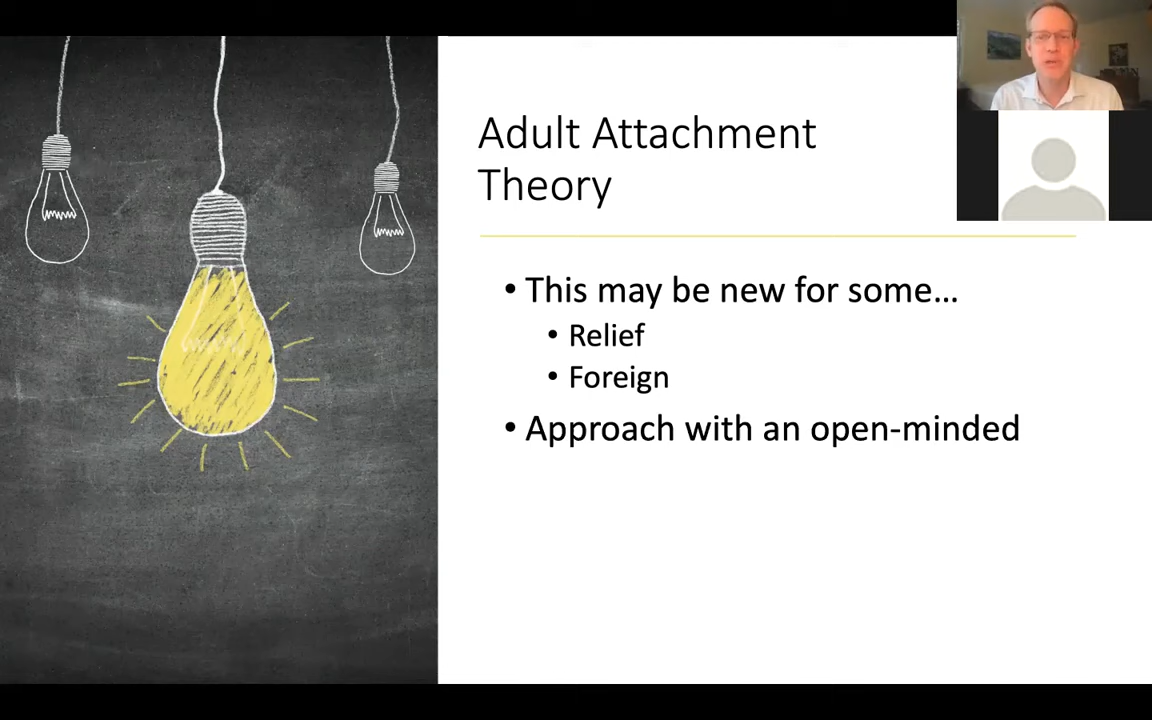 Adult Attachment
Theory
• This may be new for some…
• Relief
• Foreign
• Approach with an open-minded